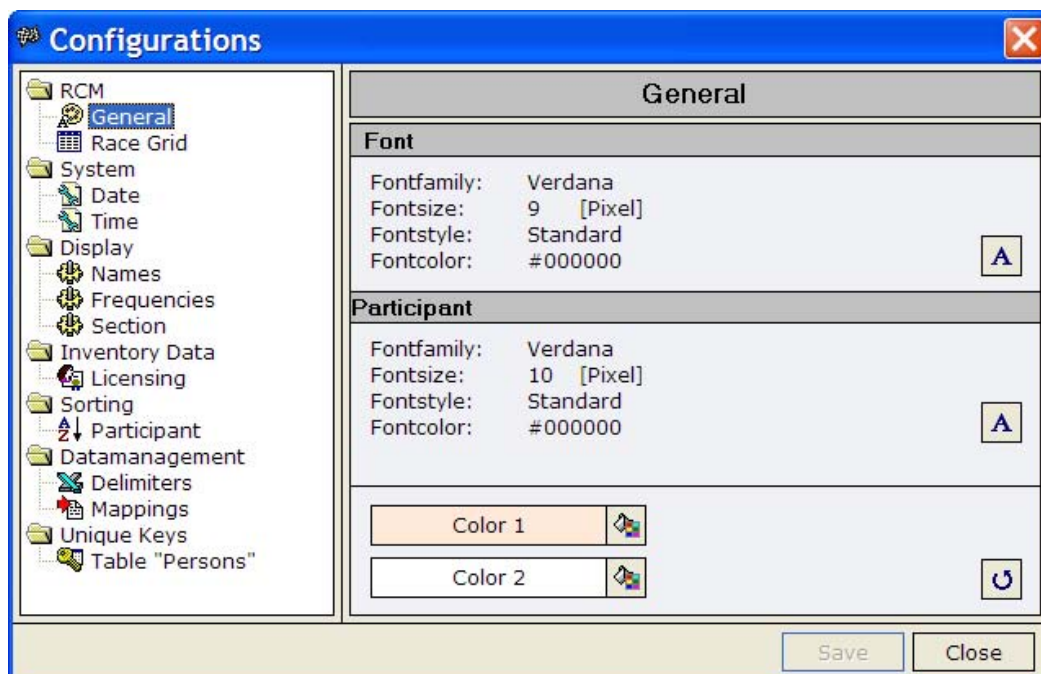 Configurations
RCM
General
Race Grid
System
Date
Time
Display
Names
Frequencies
Section
Inventory Data
Licensing
Sorting
Participant
Datamanagement
Delimiters
Mappings
Unique Keys
Table "Persons"
General
Font
Fontfamily: Verdana
Fontsize: 9 [Pixel]
Fontstyle: Standard
Fontcolor: #000000
A
Participant
Fontfamily: Verdana
Fontsize: 10 [Pixel]
Fontstyle: Standard
Fontcolor: #000000
A
Color 1
Color 2
Save Close